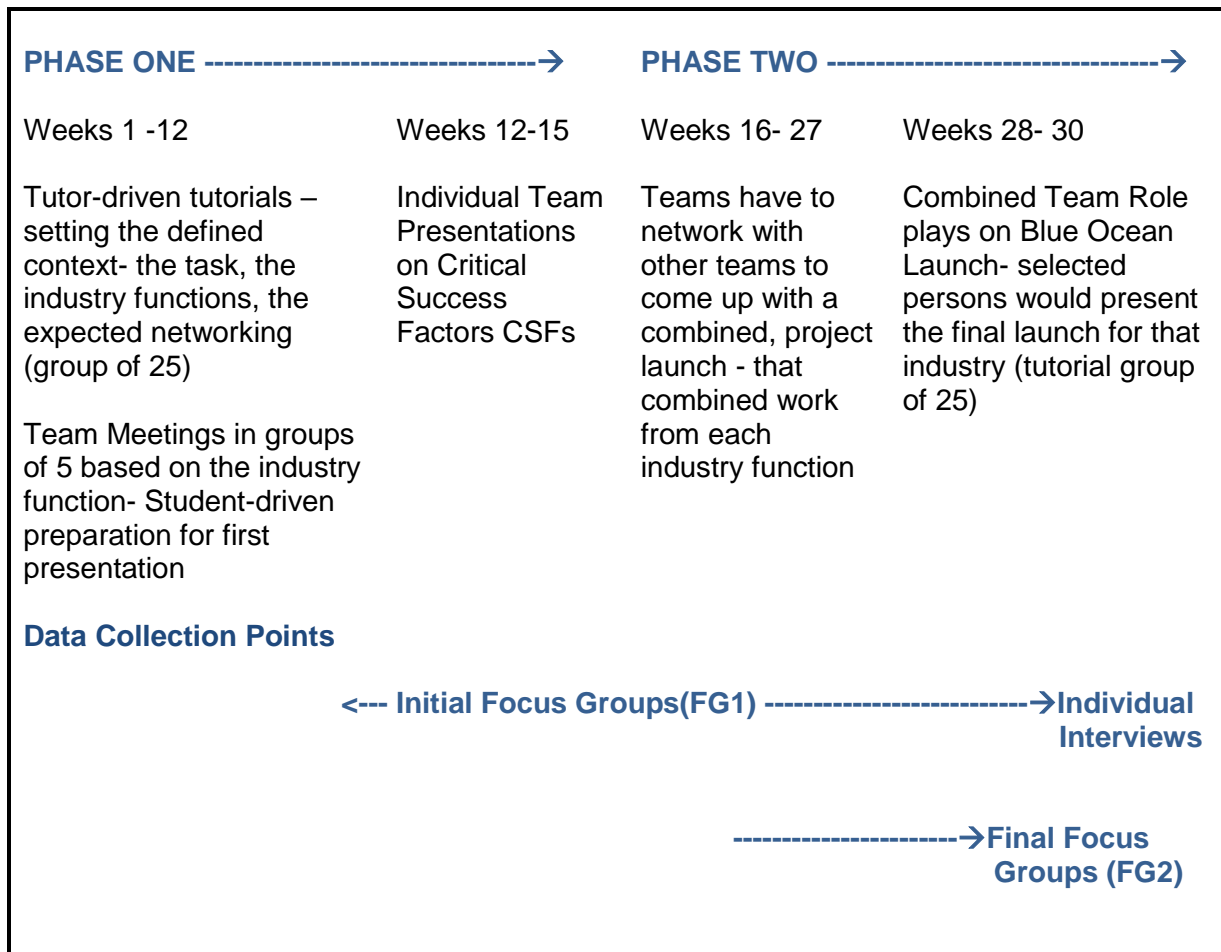 PHASE ONE ----------------------------------→
PHASE TWO ----------------------------------→
Weeks 1 -12
Tutor-driven tutorials –
setting the defined
context- the task, the
industry functions, the
expected networking
(group of 25)
Team Meetings in groups
of 5 based on the industry
function- Student-driven
preparation for first
presentation
Weeks 12-15
Individual Team
Presentations
on Critical
Success
Factors CSFs
Weeks 16- 27
Teams have to
network with
other teams to
come up with a
combined, project
launch - that
combined work
from each
industry function
Weeks 28- 30
Combined Team Role
plays on Blue Ocean
Launch- selected
persons would present
the final launch for that
industry (tutorial group
of 25)
Data Collection Points
<--- Initial Focus Groups(FG1) ---------------------------→Individual
Interviews
-----------------------→Final Focus
Groups (FG2)